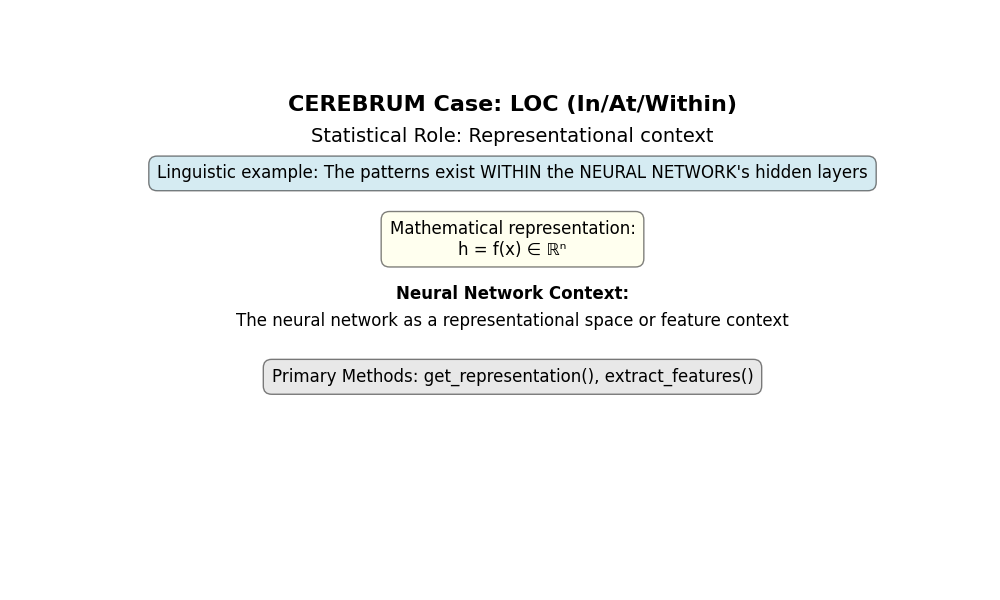 CEREBRUM Case: LOC (In/At/Within)
Statistical Role: Representational context
Linguistic example: The patterns exist WITHIN the NEURAL NETWORK's hidden layers
Mathematical representation:
h = f(x) ∈ ℝⁿ
Neural Network Context:
The neural network as a representational space or feature context
Primary Methods: get_representation(), extract_features()